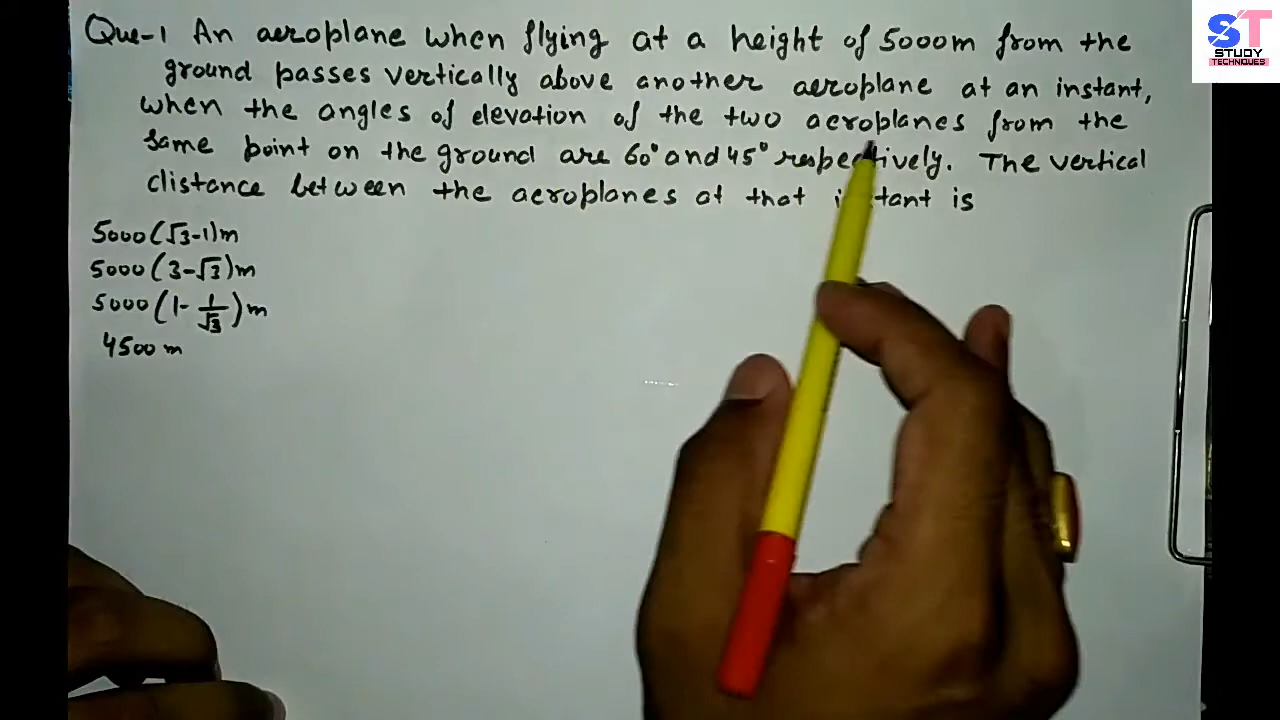 Que-1 An aeroplane when flying at a height of 5000m from the
ground passes vertically above another aeroplane at an instant,
when the angles of elevation of the two aeroplanes from the
same point on the ground are 60° and 45° respectively. The vertical
distance between the aeroplanes at that instant is
5000(√3-1)m
5000(3-√3)m
5000(1-1/√3)m
4500m
ST
STUDY
TECHNIQUES